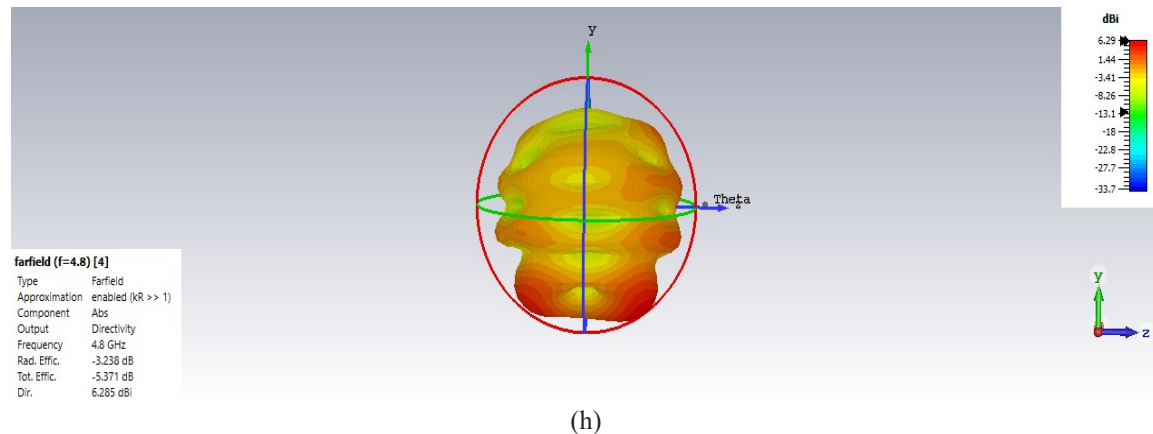 y
Theta
z
dBi
6.29
1.44
-3.41
-8.26
-13.1
-18
-22.8
-27.7
-33.7
farfield (f=4.8) [4]
Type Farfield
Approximation enabled (kR >> 1)
Component Abs
Output Directivity
Frequency 4.8 GHz
Rad. Effic. -3.238 dB
Tot. Effic. -5.371 dB
Dir. 6.285 dBi
y
z
(h)